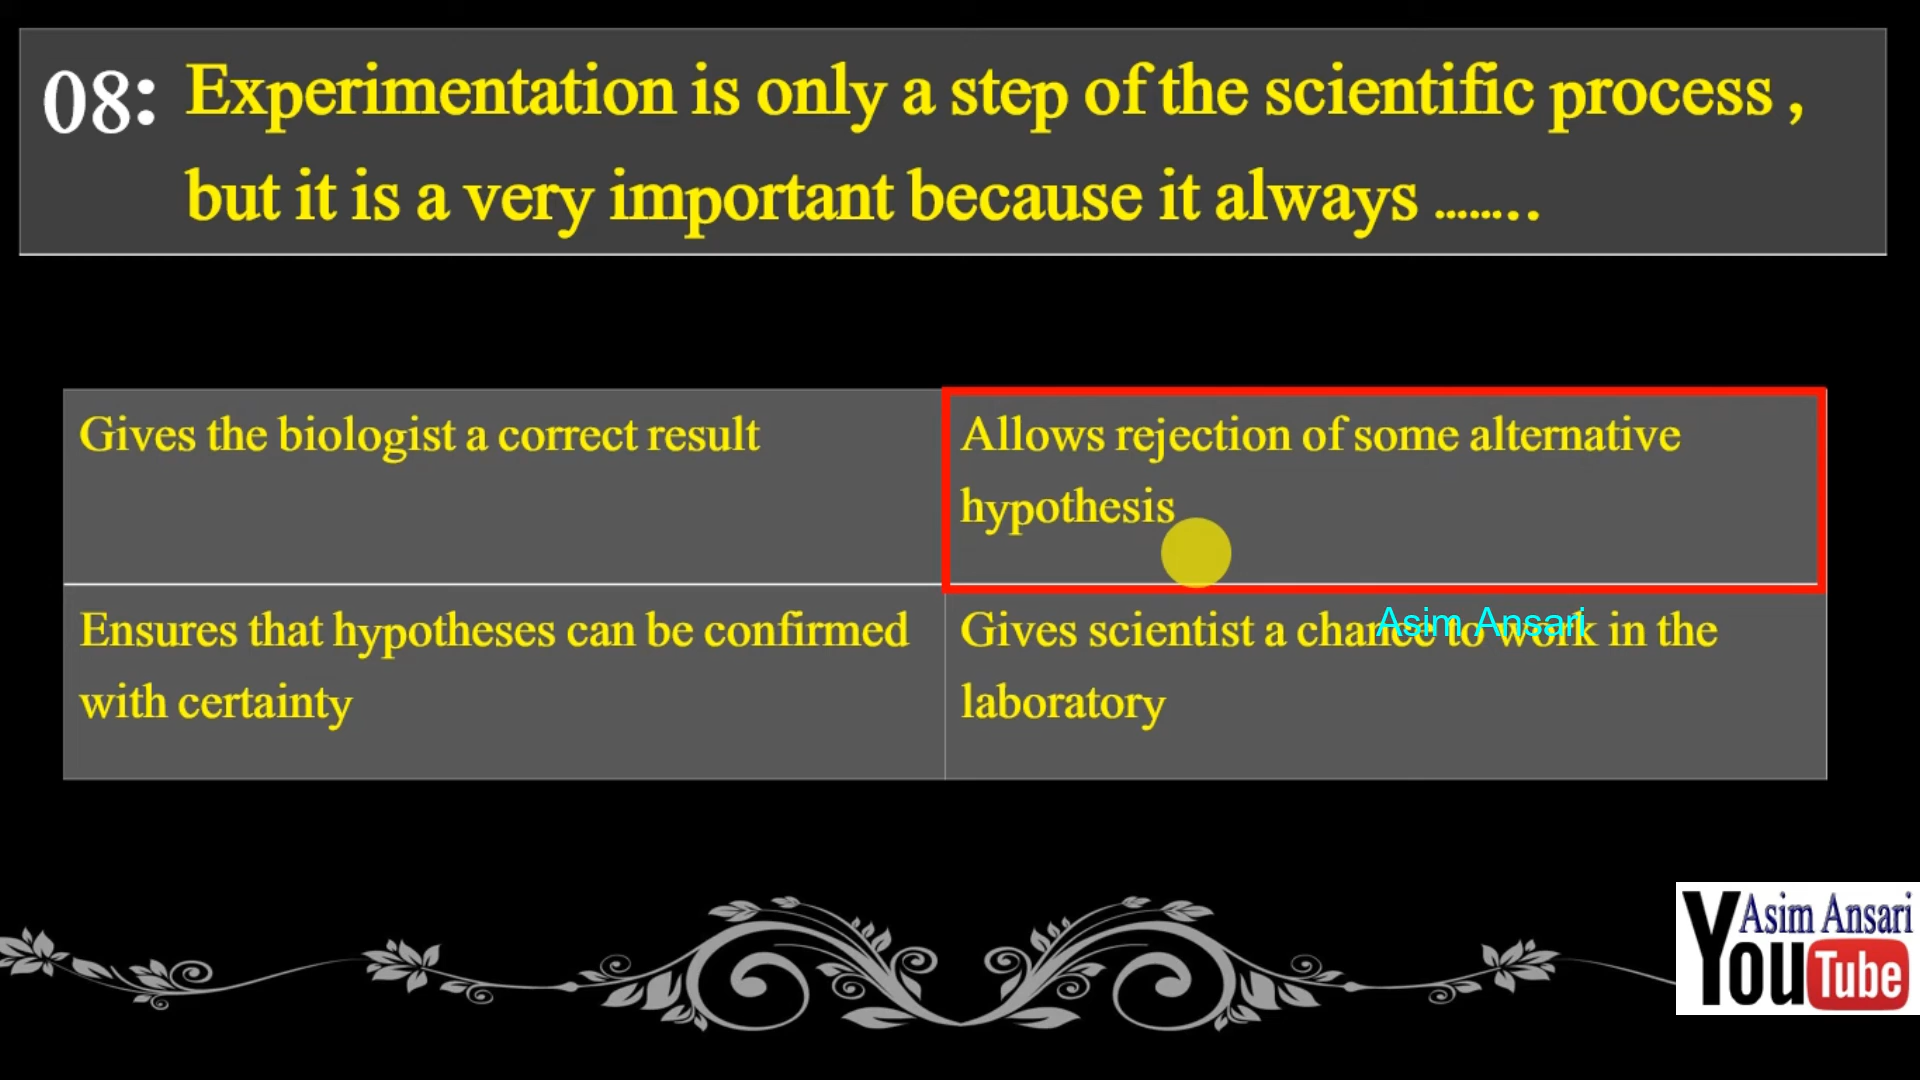 08: Experimentation is only a step of the scientific process ,
but it is a very important because it always ........
Gives the biologist a correct result
Allows rejection of some alternative
hypothesis
Ensures that hypotheses can be confirmed
with certainty
Gives scientist a chance to work in the
laboratory
Asim Ansari
Asim Ansari
YouTube